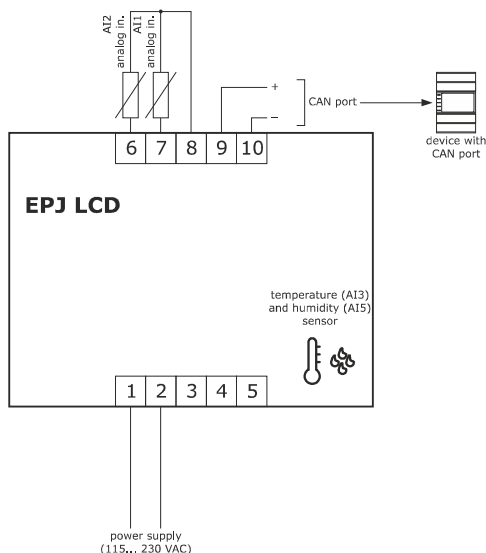 AI2
analog in.
AI1
analog in.
+
−
CAN port
device with
CAN port
6 7 8 9 10
EPJ LCD
temperature (AI3)
and humidity (AI5)
sensor
1 2 3 4 5
power supply
(115... 230 VAC)